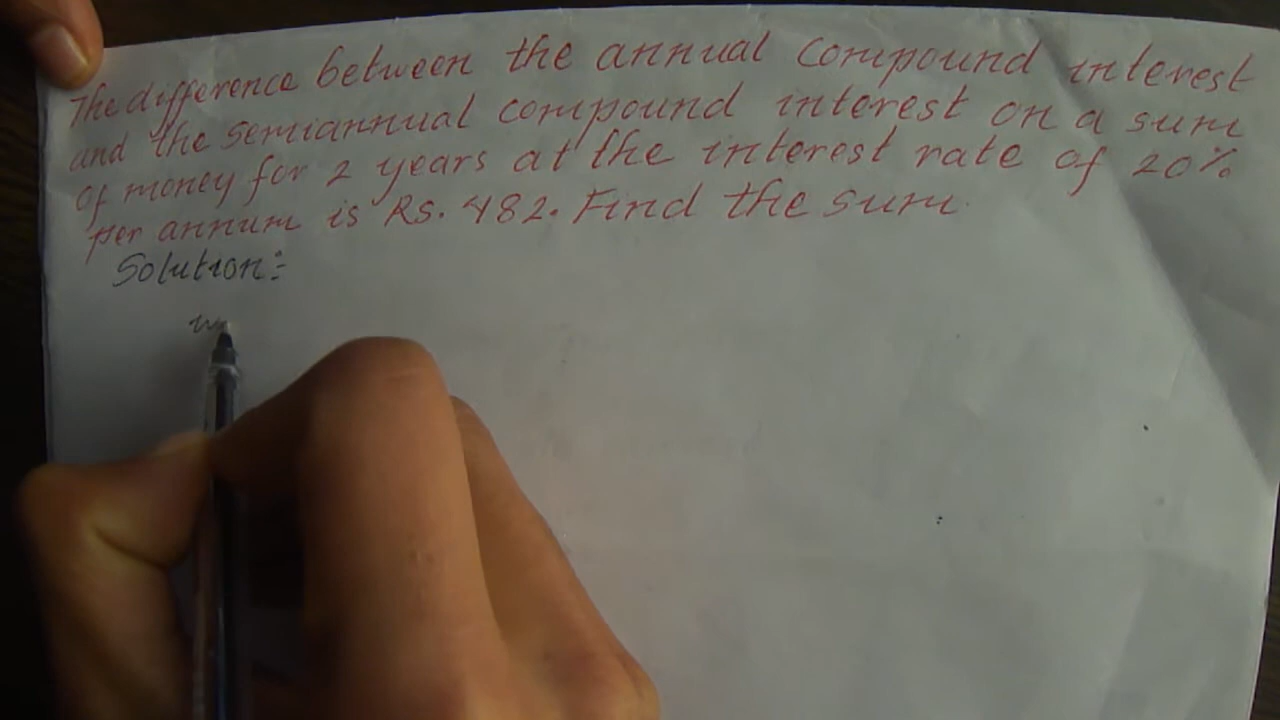 The difference between the annual compound interest
and the semiannual compound interest on a sum
of money for 2 years at the interest rate of 20%
per annum is Rs. 482. Find the sum.
Solution:-